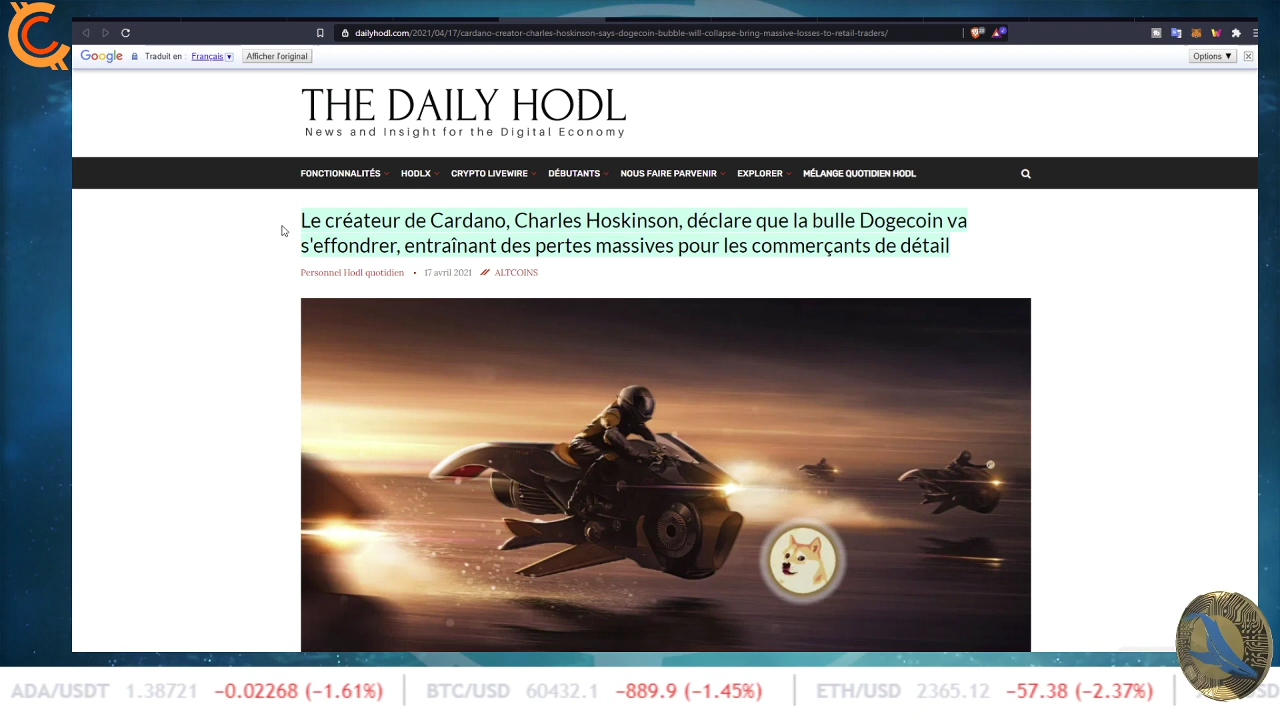 dailyhodl.com/2021/04/17/cardano-creator-charles-hoskinson-says-dogecoin-bubble-will-collapse-bring-massive-losses-to-retail-traders/
Google Traduit en : Français Afficher l'original Options
THE DAILY HODL
News and Insight for the Digital Economy
FONCTIONNALITÉS HODLX CRYPTO LIVEWIRE DÉBUTANTS NOUS FAIRE PARVENIR EXPLORER MÉLANGE QUOTIDIEN HODL
Le créateur de Cardano, Charles Hoskinson, déclare que la bulle Dogecoin va
s'effondrer, entraînant des pertes massives pour les commerçants de détail
Personnel Hodl quotidien • 17 avril 2021 // ALTCOINS
ADA/USDT 1.38721 −0.02268 (−1.61%) BTC/USD 60432.1 −889.9 (−1.45%) ETH/USD 2365.12 −57.38 (−2.37%)